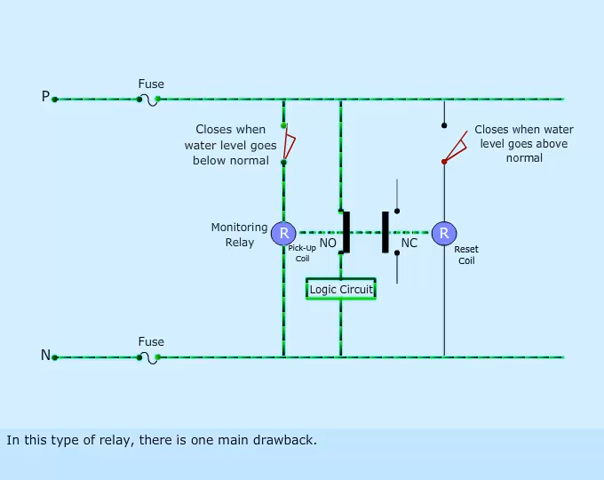 Fuse
P
Closes when
water level goes
below normal
Closes when water
level goes above
normal
Monitoring
Relay
R
Pick-Up
Coil
NO
NC
R
Reset
Coil
Logic Circuit
Fuse
N
In this type of relay, there is one main drawback.